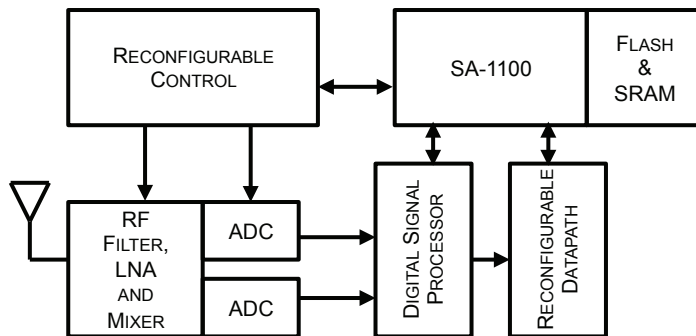 RECONFIGURABLE
CONTROL
SA-1100
FLASH
&
SRAM
RF
FILTER,
LNA
AND
MIXER
ADC
ADC
DIGITAL SIGNAL
PROCESSOR
RECONFIGURABLE
DATAPATH